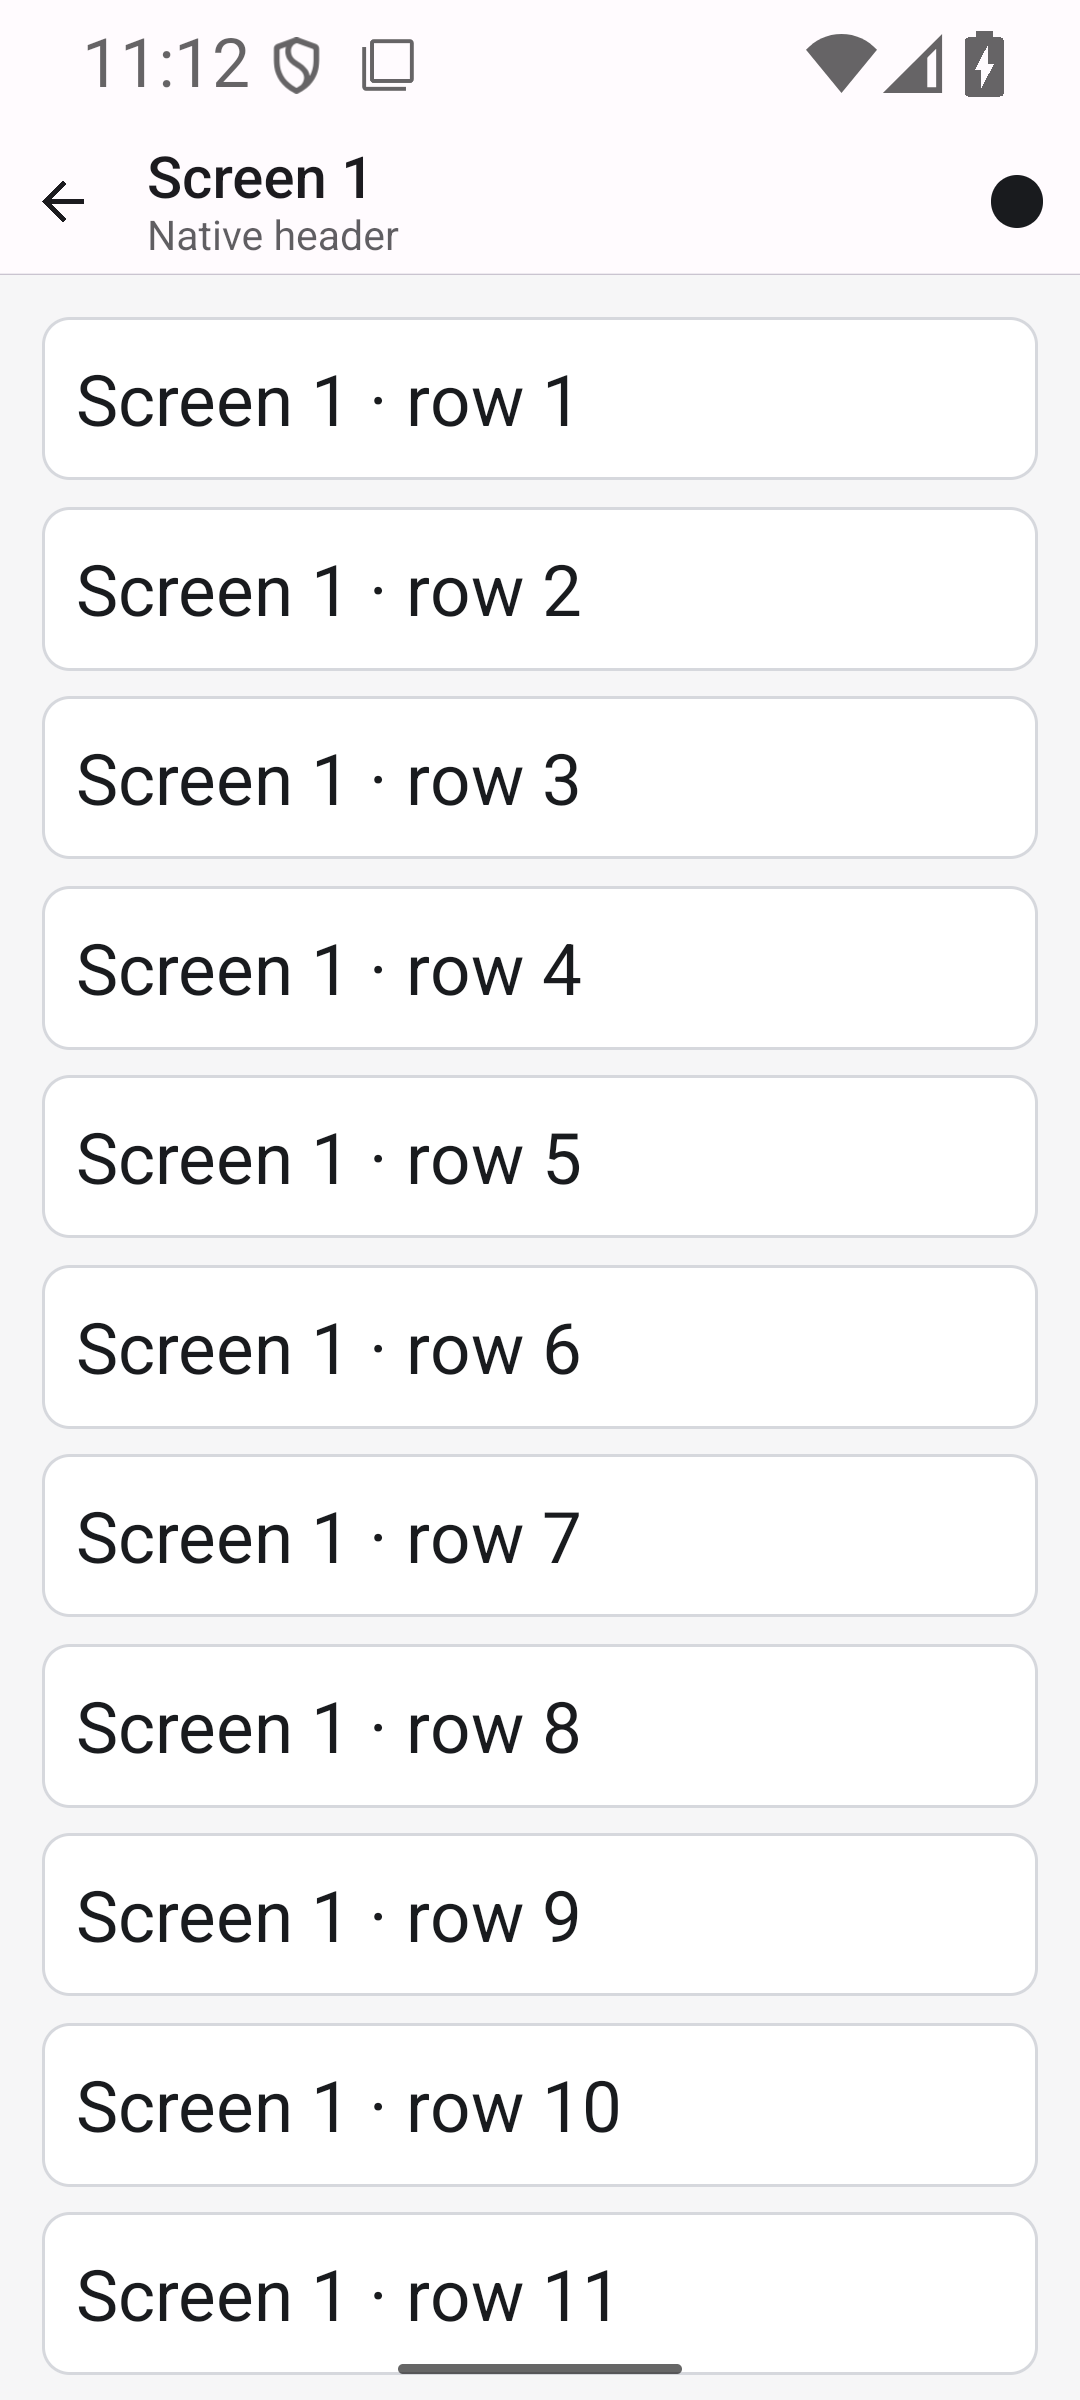 11:12
Screen 1
Native header
Screen 1 · row 1
Screen 1 · row 2
Screen 1 · row 3
Screen 1 · row 4
Screen 1 · row 5
Screen 1 · row 6
Screen 1 · row 7
Screen 1 · row 8
Screen 1 · row 9
Screen 1 · row 10
Screen 1 · row 11